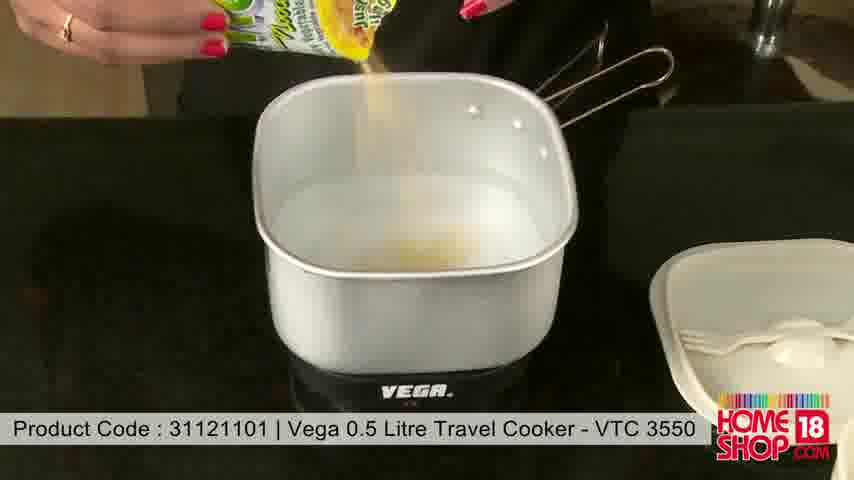 VEGA.
Product Code : 31121101 | Vega 0.5 Litre Travel Cooker - VTC 3550
HOME
SHOP 18
.COM